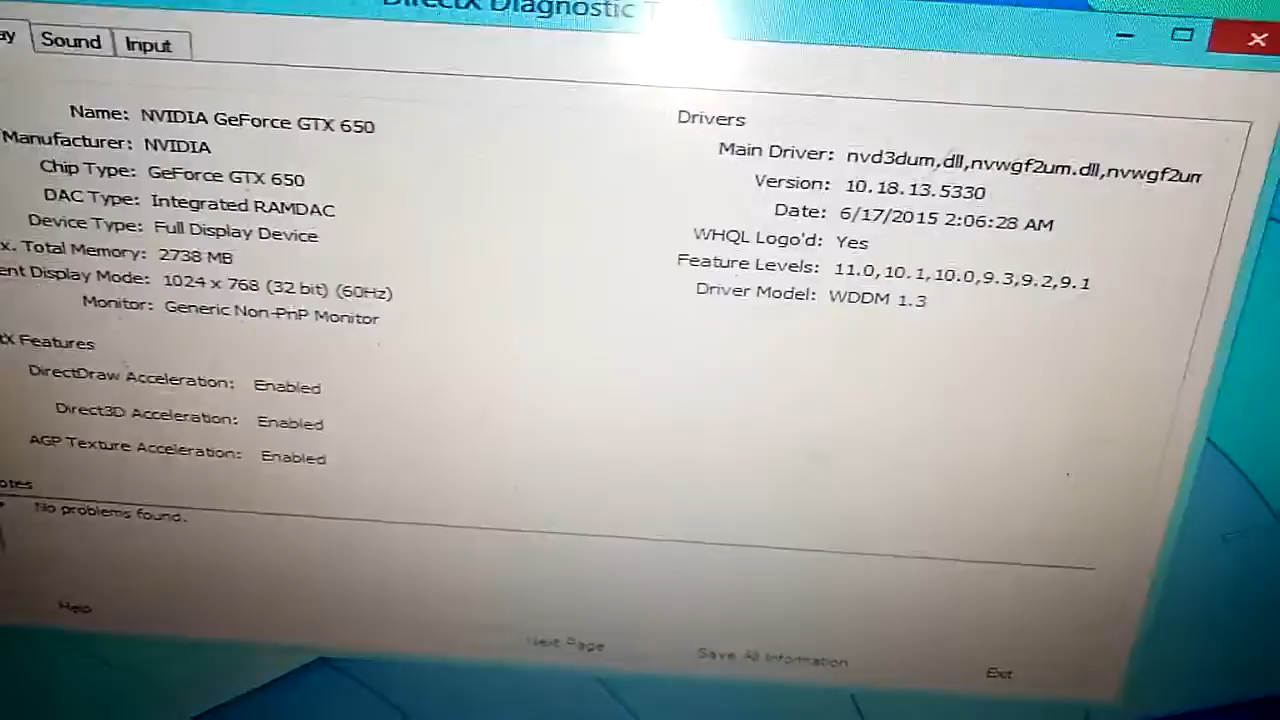 DirectX Diagnostic T
ay Sound Input
Name: NVIDIA GeForce GTX 650
Manufacturer: NVIDIA
Chip Type: GeForce GTX 650
DAC Type: Integrated RAMDAC
Device Type: Full Display Device
x. Total Memory: 2738 MB
ent Display Mode: 1024 x 768 (32 bit) (60Hz)
Monitor: Generic Non-PnP Monitor
Drivers
Main Driver: nvd3dum.dll,nvwgf2um.dll,nvwgf2um
Version: 10.18.13.5330
Date: 6/17/2015 2:06:28 AM
WHQL Logo'd: Yes
Feature Levels: 11.0,10.1,10.0,9.3,9.2,9.1
Driver Model: WDDM 1.3
tX Features
DirectDraw Acceleration: Enabled
Direct3D Acceleration: Enabled
AGP Texture Acceleration: Enabled
otes
No problems found.
Help
Next Page
Save All Information
Exit